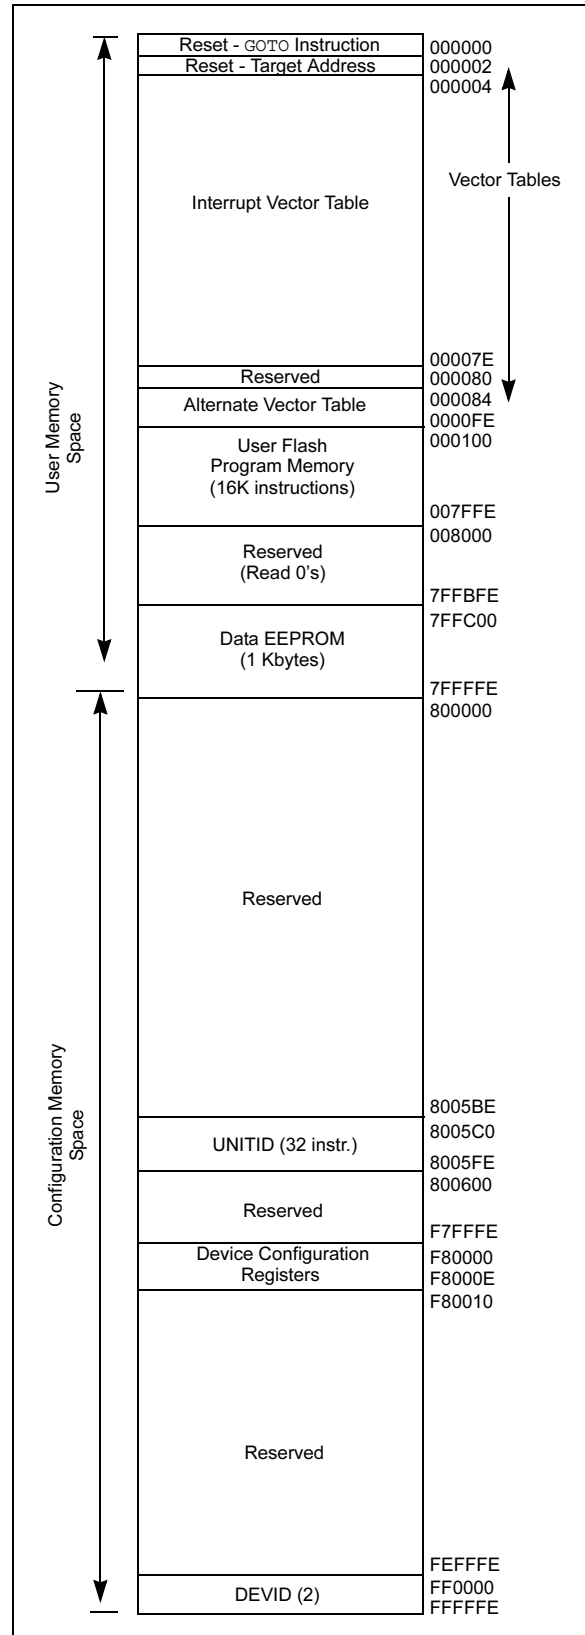 Reset - GOTO Instruction
000000
Reset - Target Address
000002
000004
Vector Tables
Interrupt Vector Table
00007E
Reserved
000080
Alternate Vector Table
000084
0000FE
User Flash
Program Memory
(16K instructions)
000100
007FFE
Reserved
(Read 0's)
008000
7FFBFE
Data EEPROM
(1 Kbytes)
7FFC00
7FFFFE
User Memory
Space
800000
Reserved
8005BE
UNITID (32 instr.)
8005C0
8005FE
800600
Reserved
F7FFFE
Device Configuration
Registers
F80000
F8000E
F80010
Reserved
FEFFFE
DEVID (2)
FF0000
FFFFFE
Configuration Memory
Space